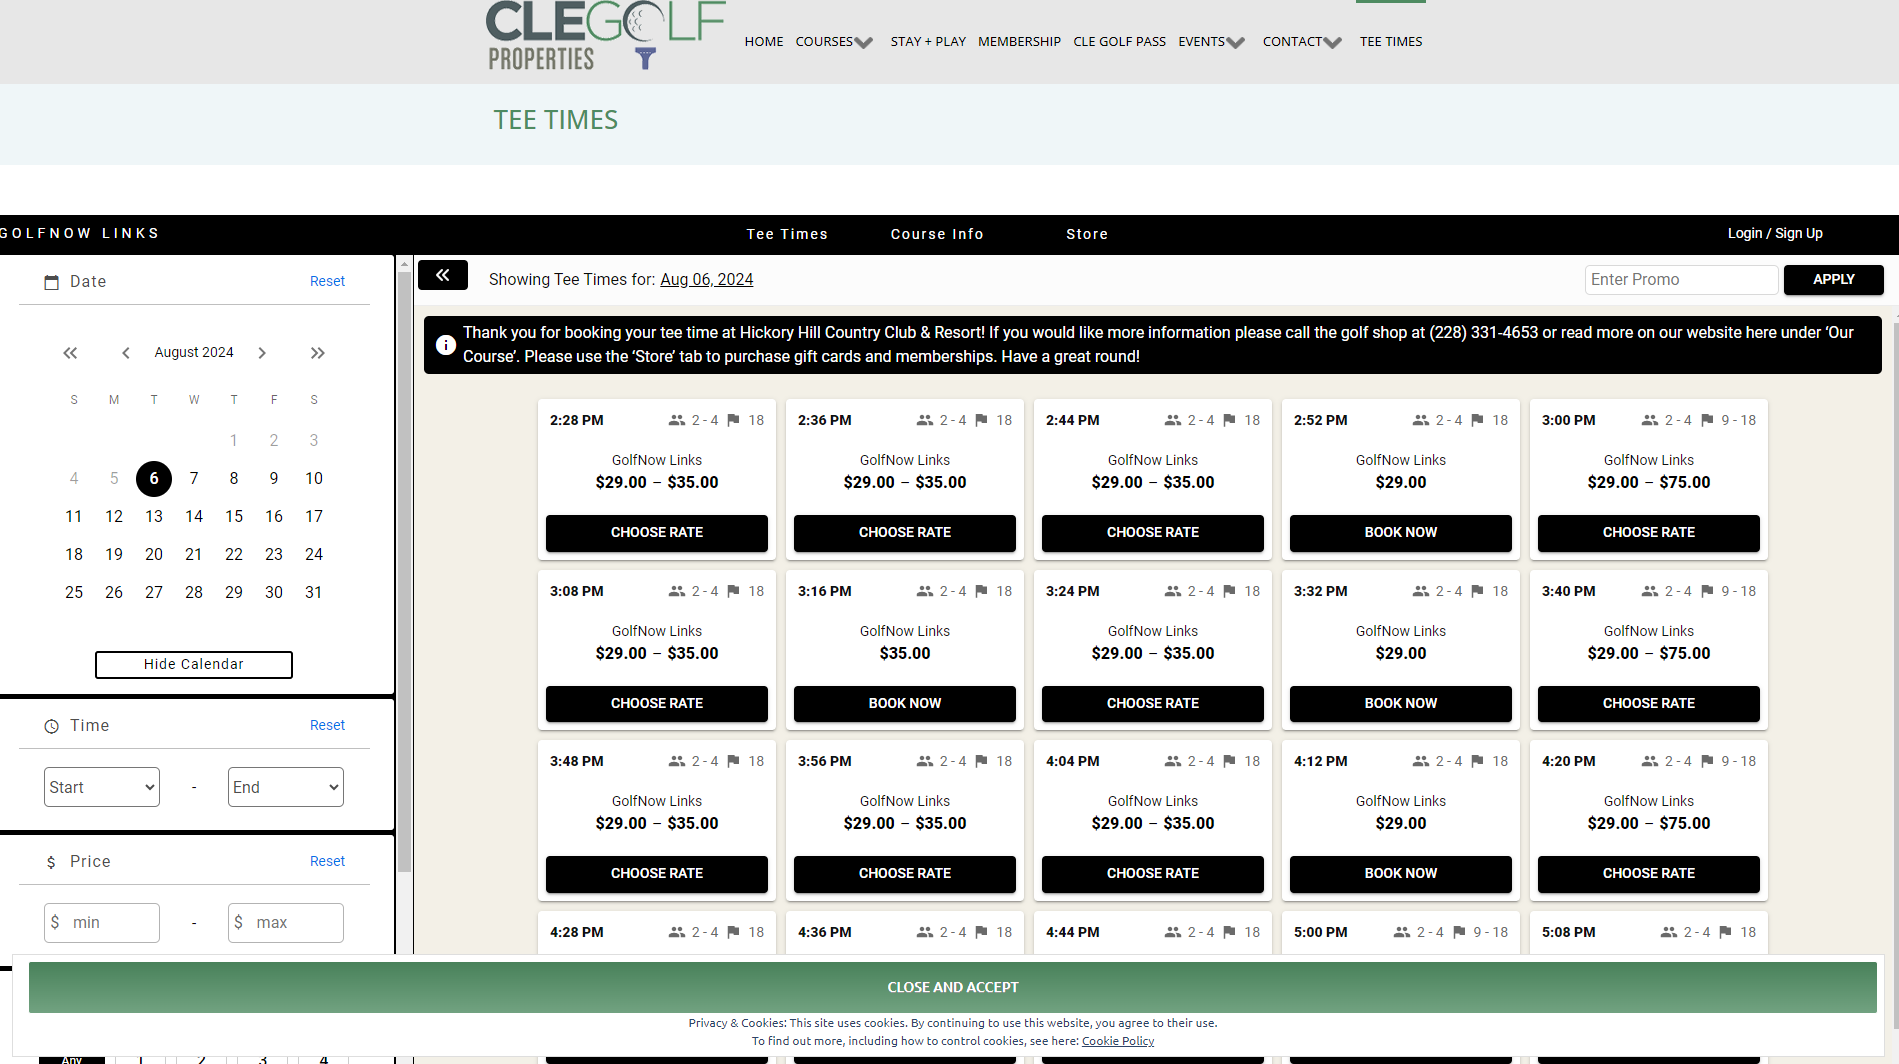 CLEGOLF
PROPERTIES
HOME COURSES STAY + PLAY MEMBERSHIP CLE GOLF PASS EVENTS CONTACT TEE TIMES
TEE TIMES
GOLFNOW LINKS
Tee Times Course Info Store
Login / Sign Up
Date Reset
August 2024
S M T W T F S
1 2 3
4 5 6 7 8 9 10
11 12 13 14 15 16 17
18 19 20 21 22 23 24
25 26 27 28 29 30 31
Hide Calendar
Time Reset
Start - End
$ Price Reset
$ min - $ max
Any 1 2 3 4
Showing Tee Times for: Aug 06, 2024
Enter Promo APPLY
Thank you for booking your tee time at Hickory Hill Country Club & Resort! If you would like more information please call the golf shop at (228) 331-4653 or read more on our website here under ‘Our
Course’. Please use the ‘Store’ tab to purchase gift cards and memberships. Have a great round!
2:28 PM 2 - 4 18 2:36 PM 2 - 4 18 2:44 PM 2 - 4 18 2:52 PM 2 - 4 18 3:00 PM 2 - 4 9 - 18
GolfNow Links GolfNow Links GolfNow Links GolfNow Links GolfNow Links
$29.00 – $35.00 $29.00 – $35.00 $29.00 – $35.00 $29.00 $29.00 – $75.00
CHOOSE RATE CHOOSE RATE CHOOSE RATE BOOK NOW CHOOSE RATE
3:08 PM 2 - 4 18 3:16 PM 2 - 4 18 3:24 PM 2 - 4 18 3:32 PM 2 - 4 18 3:40 PM 2 - 4 9 - 18
GolfNow Links GolfNow Links GolfNow Links GolfNow Links GolfNow Links
$29.00 – $35.00 $35.00 $29.00 – $35.00 $29.00 $29.00 – $75.00
CHOOSE RATE BOOK NOW CHOOSE RATE BOOK NOW CHOOSE RATE
3:48 PM 2 - 4 18 3:56 PM 2 - 4 18 4:04 PM 2 - 4 18 4:12 PM 2 - 4 18 4:20 PM 2 - 4 9 - 18
GolfNow Links GolfNow Links GolfNow Links GolfNow Links GolfNow Links
$29.00 – $35.00 $29.00 – $35.00 $29.00 – $35.00 $29.00 $29.00 – $75.00
CHOOSE RATE CHOOSE RATE CHOOSE RATE BOOK NOW CHOOSE RATE
4:28 PM 2 - 4 18 4:36 PM 2 - 4 18 4:44 PM 2 - 4 18 5:00 PM 2 - 4 9 - 18 5:08 PM 2 - 4 18
CLOSE AND ACCEPT
Privacy & Cookies: This site uses cookies. By continuing to use this website, you agree to their use.
To find out more, including how to control cookies, see here: Cookie Policy